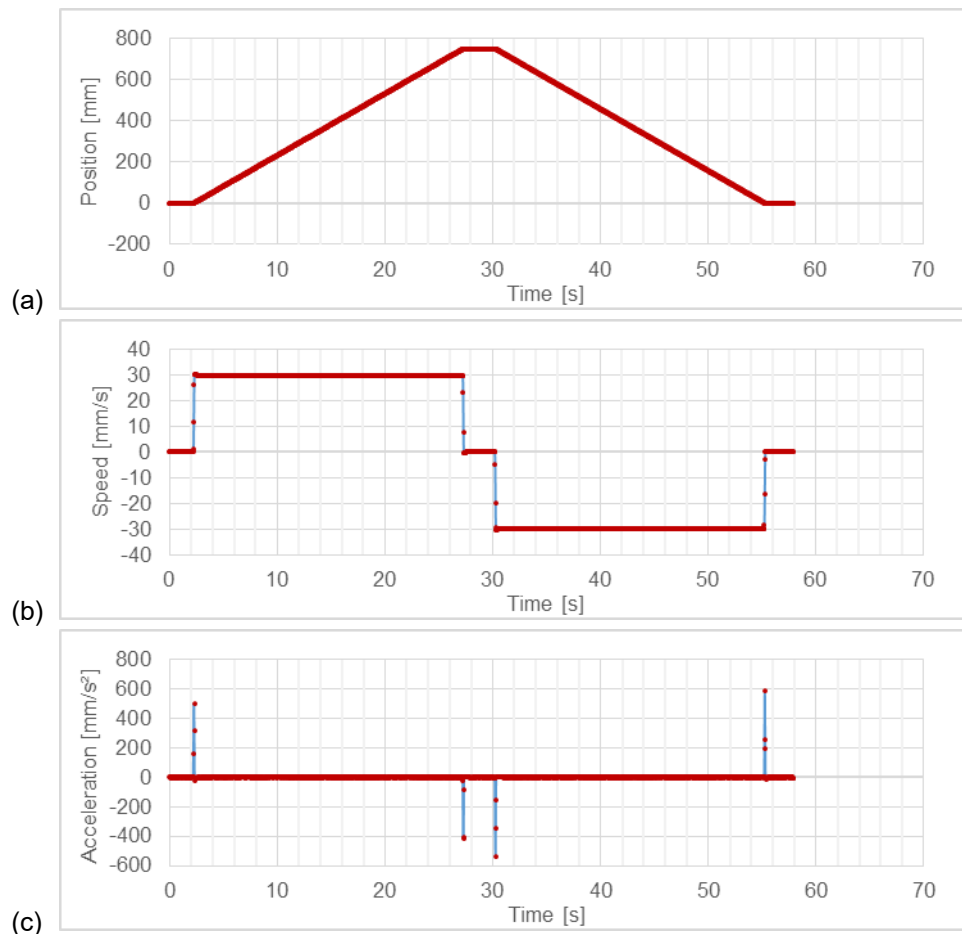 800
600
400
200
0
-200
Position [mm]
0 10 20 30 40 50 60 70
Time [s]
(a)
40
30
20
10
0
-10
-20
-30
-40
Speed [mm/s]
0 10 20 30 40 50 60 70
Time [s]
(b)
800
600
400
200
0
-200
-400
-600
Acceleration [mm/s²]
0 10 20 30 40 50 60 70
Time [s]
(c)